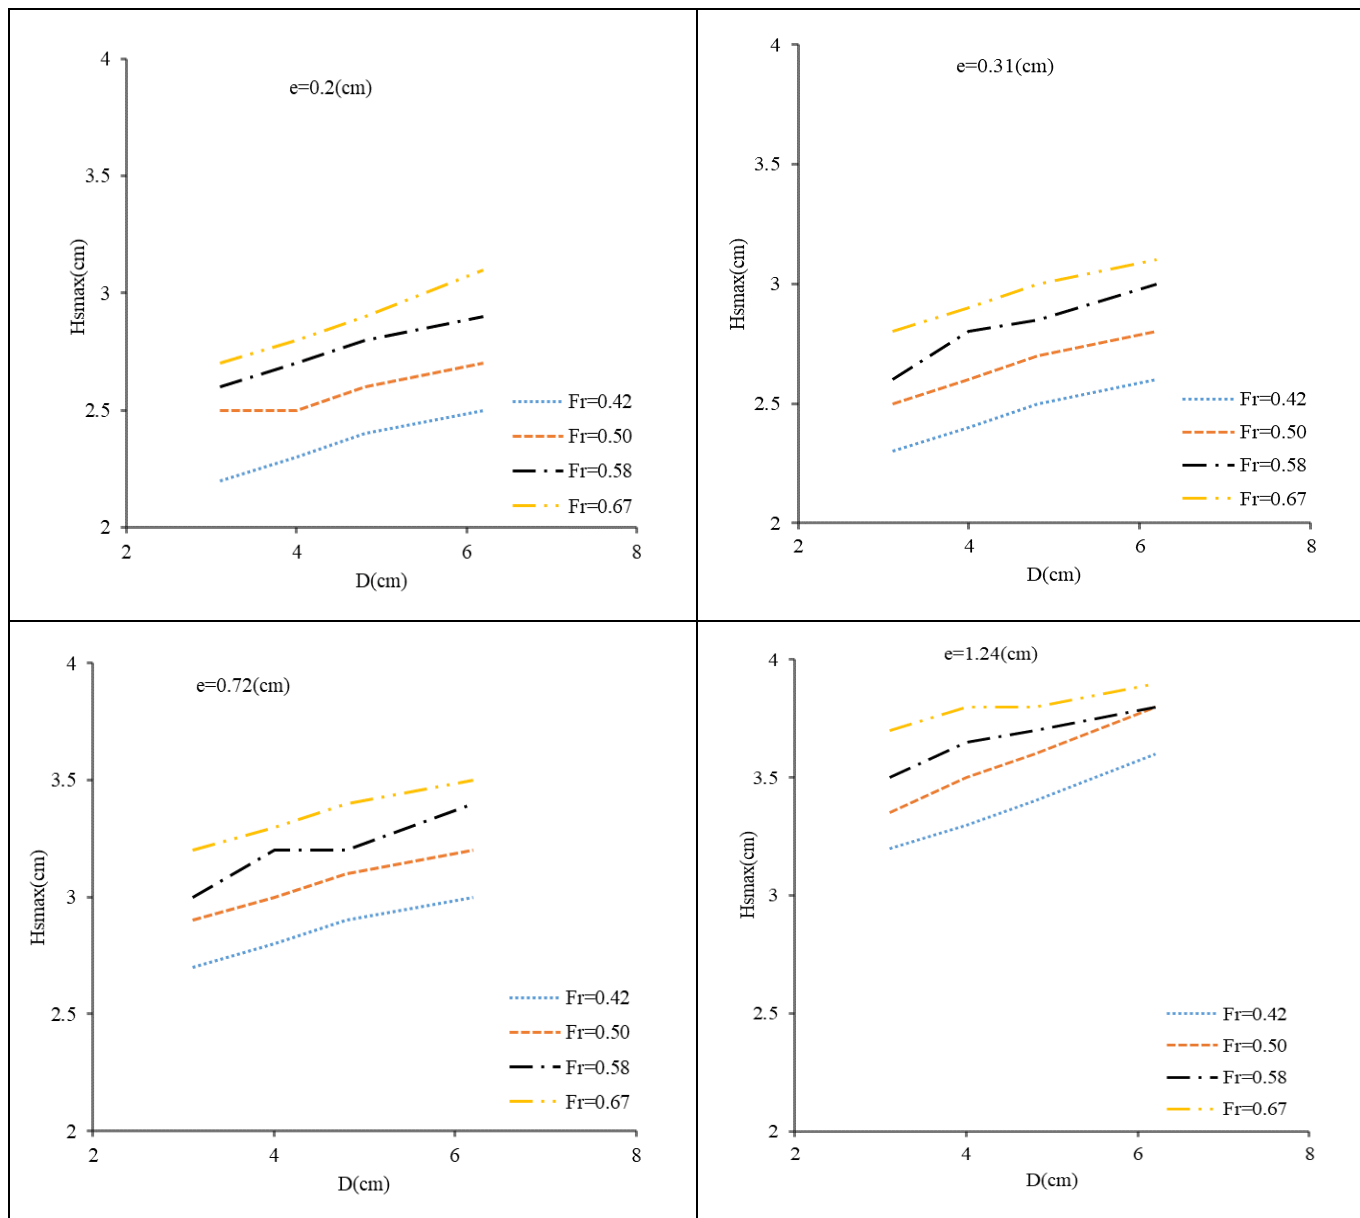 e=0.2(cm)
4
3.5
3
2.5
2
Hsmax(cm)
2 4 6 8
D(cm)
Fr=0.42
Fr=0.50
Fr=0.58
Fr=0.67
e=0.31(cm)
4
3.5
3
2.5
2
Hsmax(cm)
2 4 6 8
D(cm)
Fr=0.42
Fr=0.50
Fr=0.58
Fr=0.67
e=0.72(cm)
4
3.5
3
2.5
2
Hsmax(cm)
2 4 6 8
D(cm)
Fr=0.42
Fr=0.50
Fr=0.58
Fr=0.67
e=1.24(cm)
4
3.5
3
2.5
2
Hsmax(cm)
2 4 6 8
D(cm)
Fr=0.42
Fr=0.50
Fr=0.58
Fr=0.67